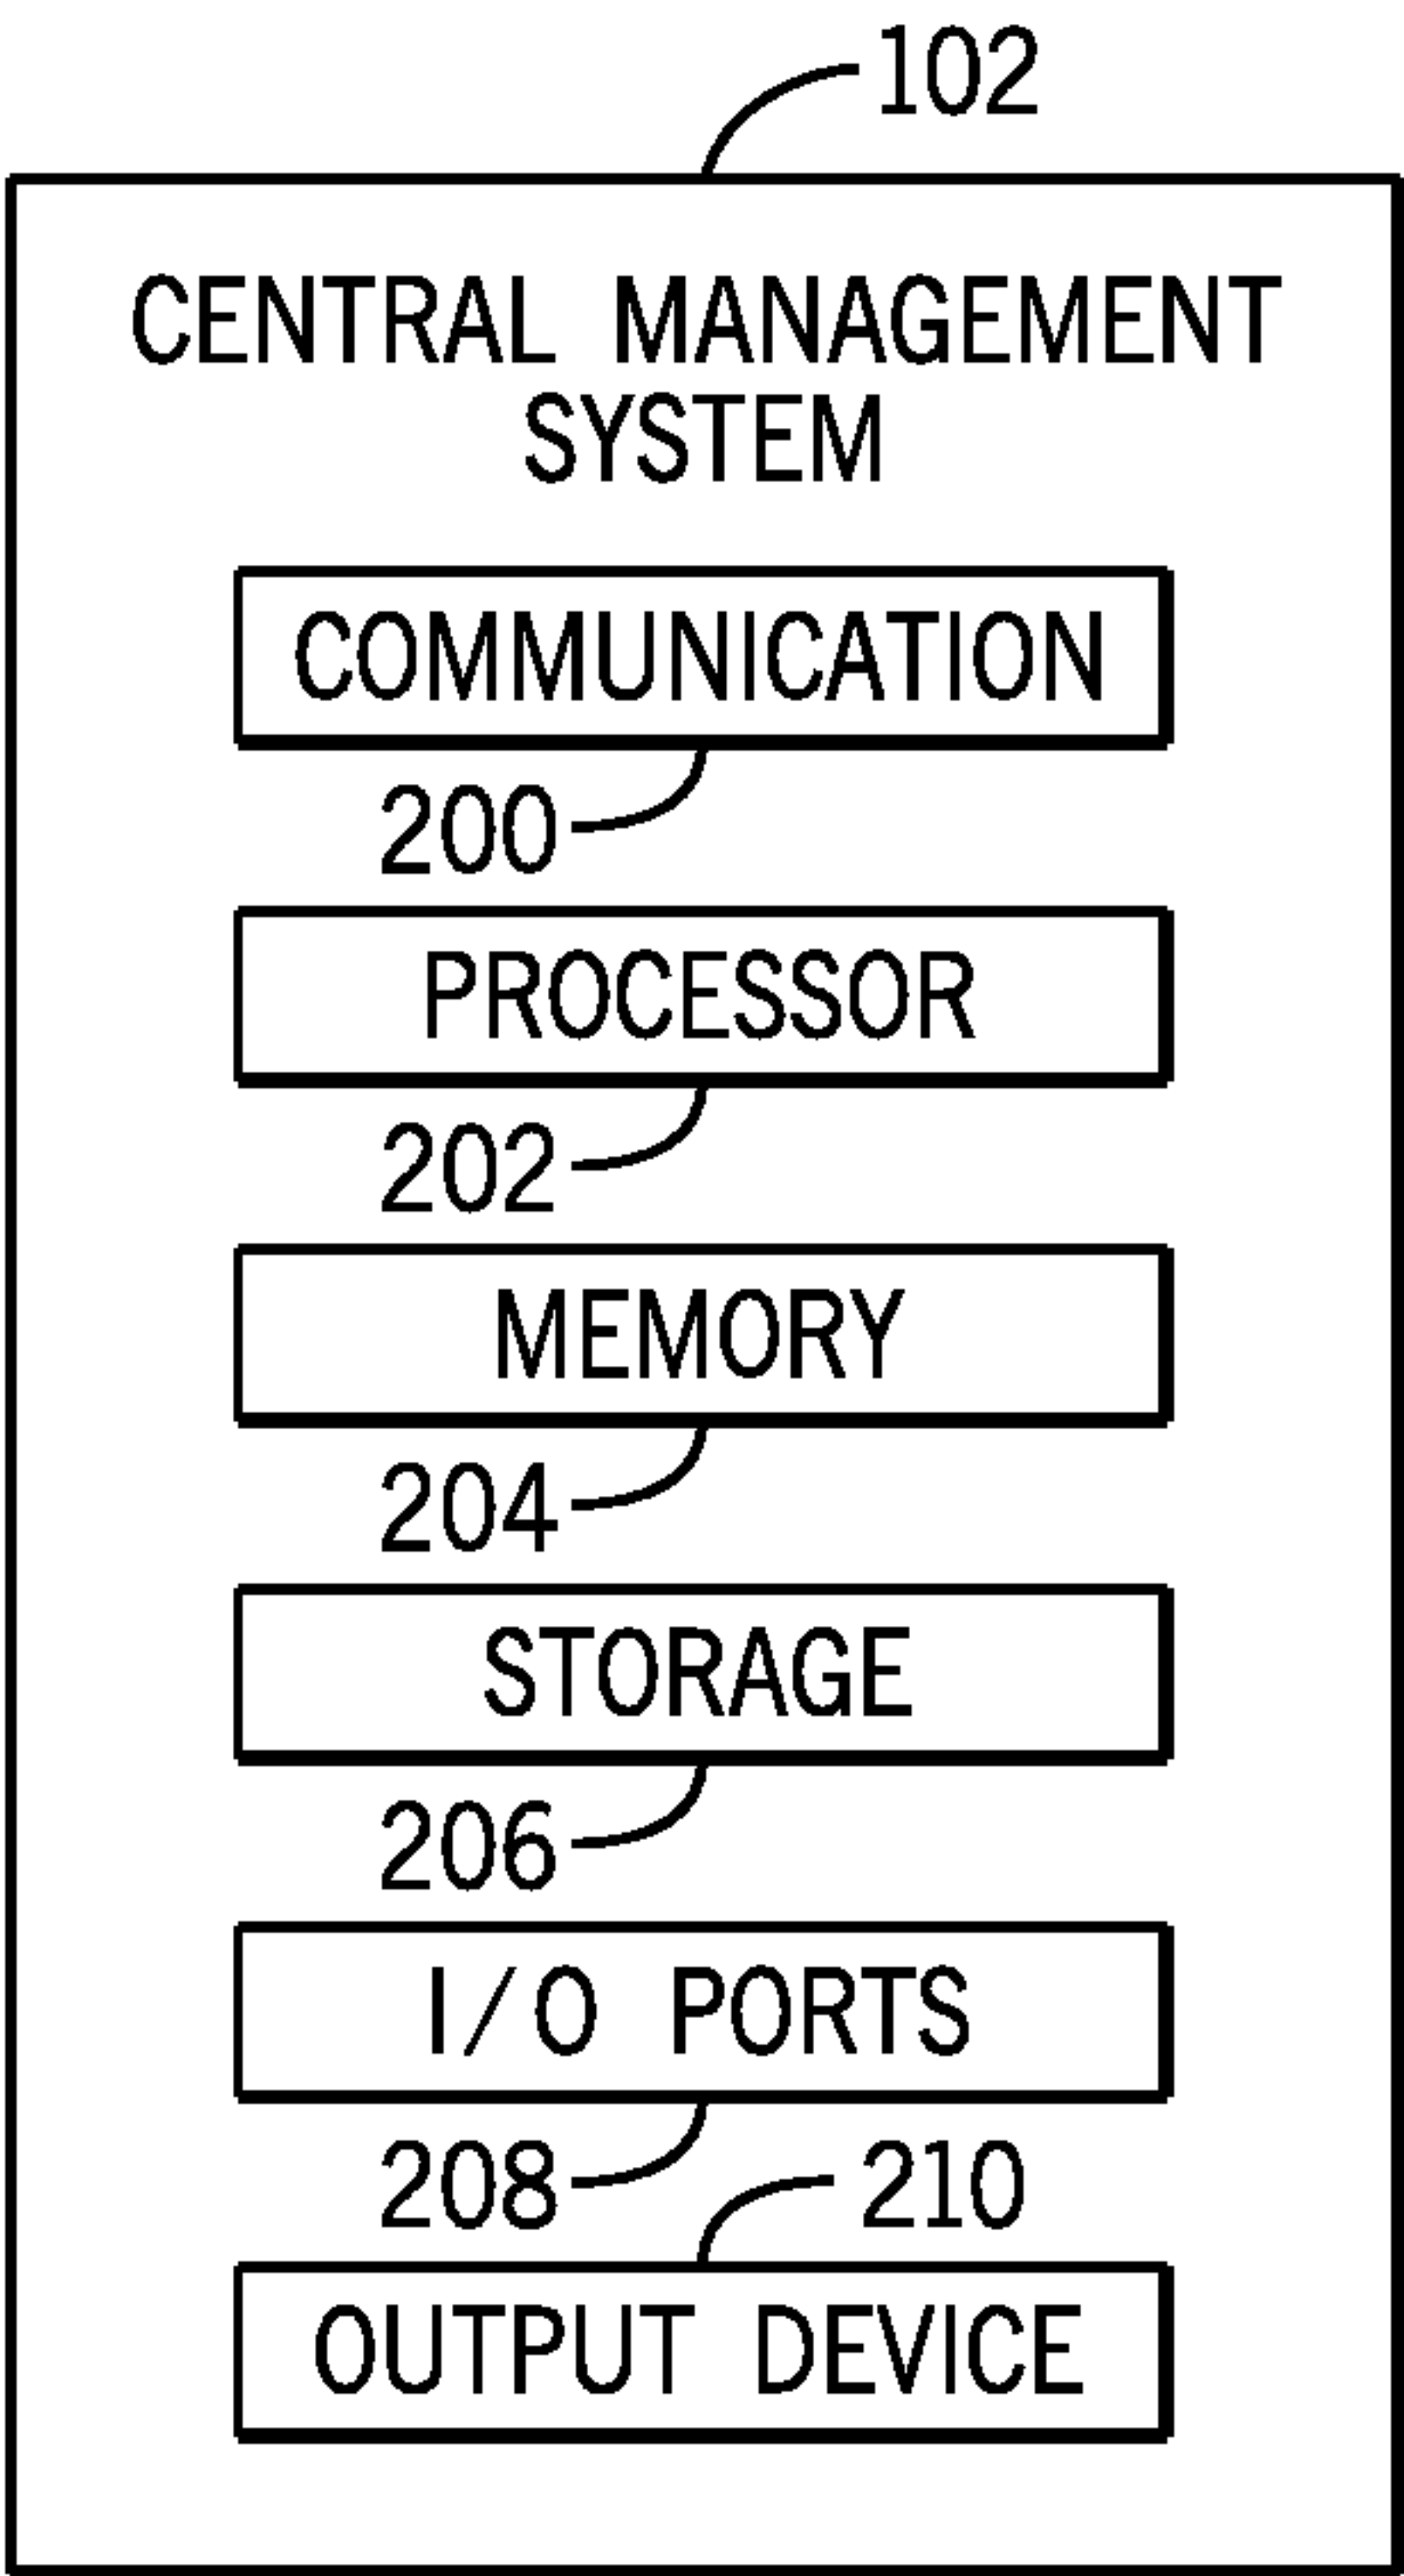 102
CENTRAL MANAGEMENT
SYSTEM
COMMUNICATION
200
PROCESSOR
202
MEMORY
204
STORAGE
206
I/O PORTS
208 210
OUTPUT DEVICE